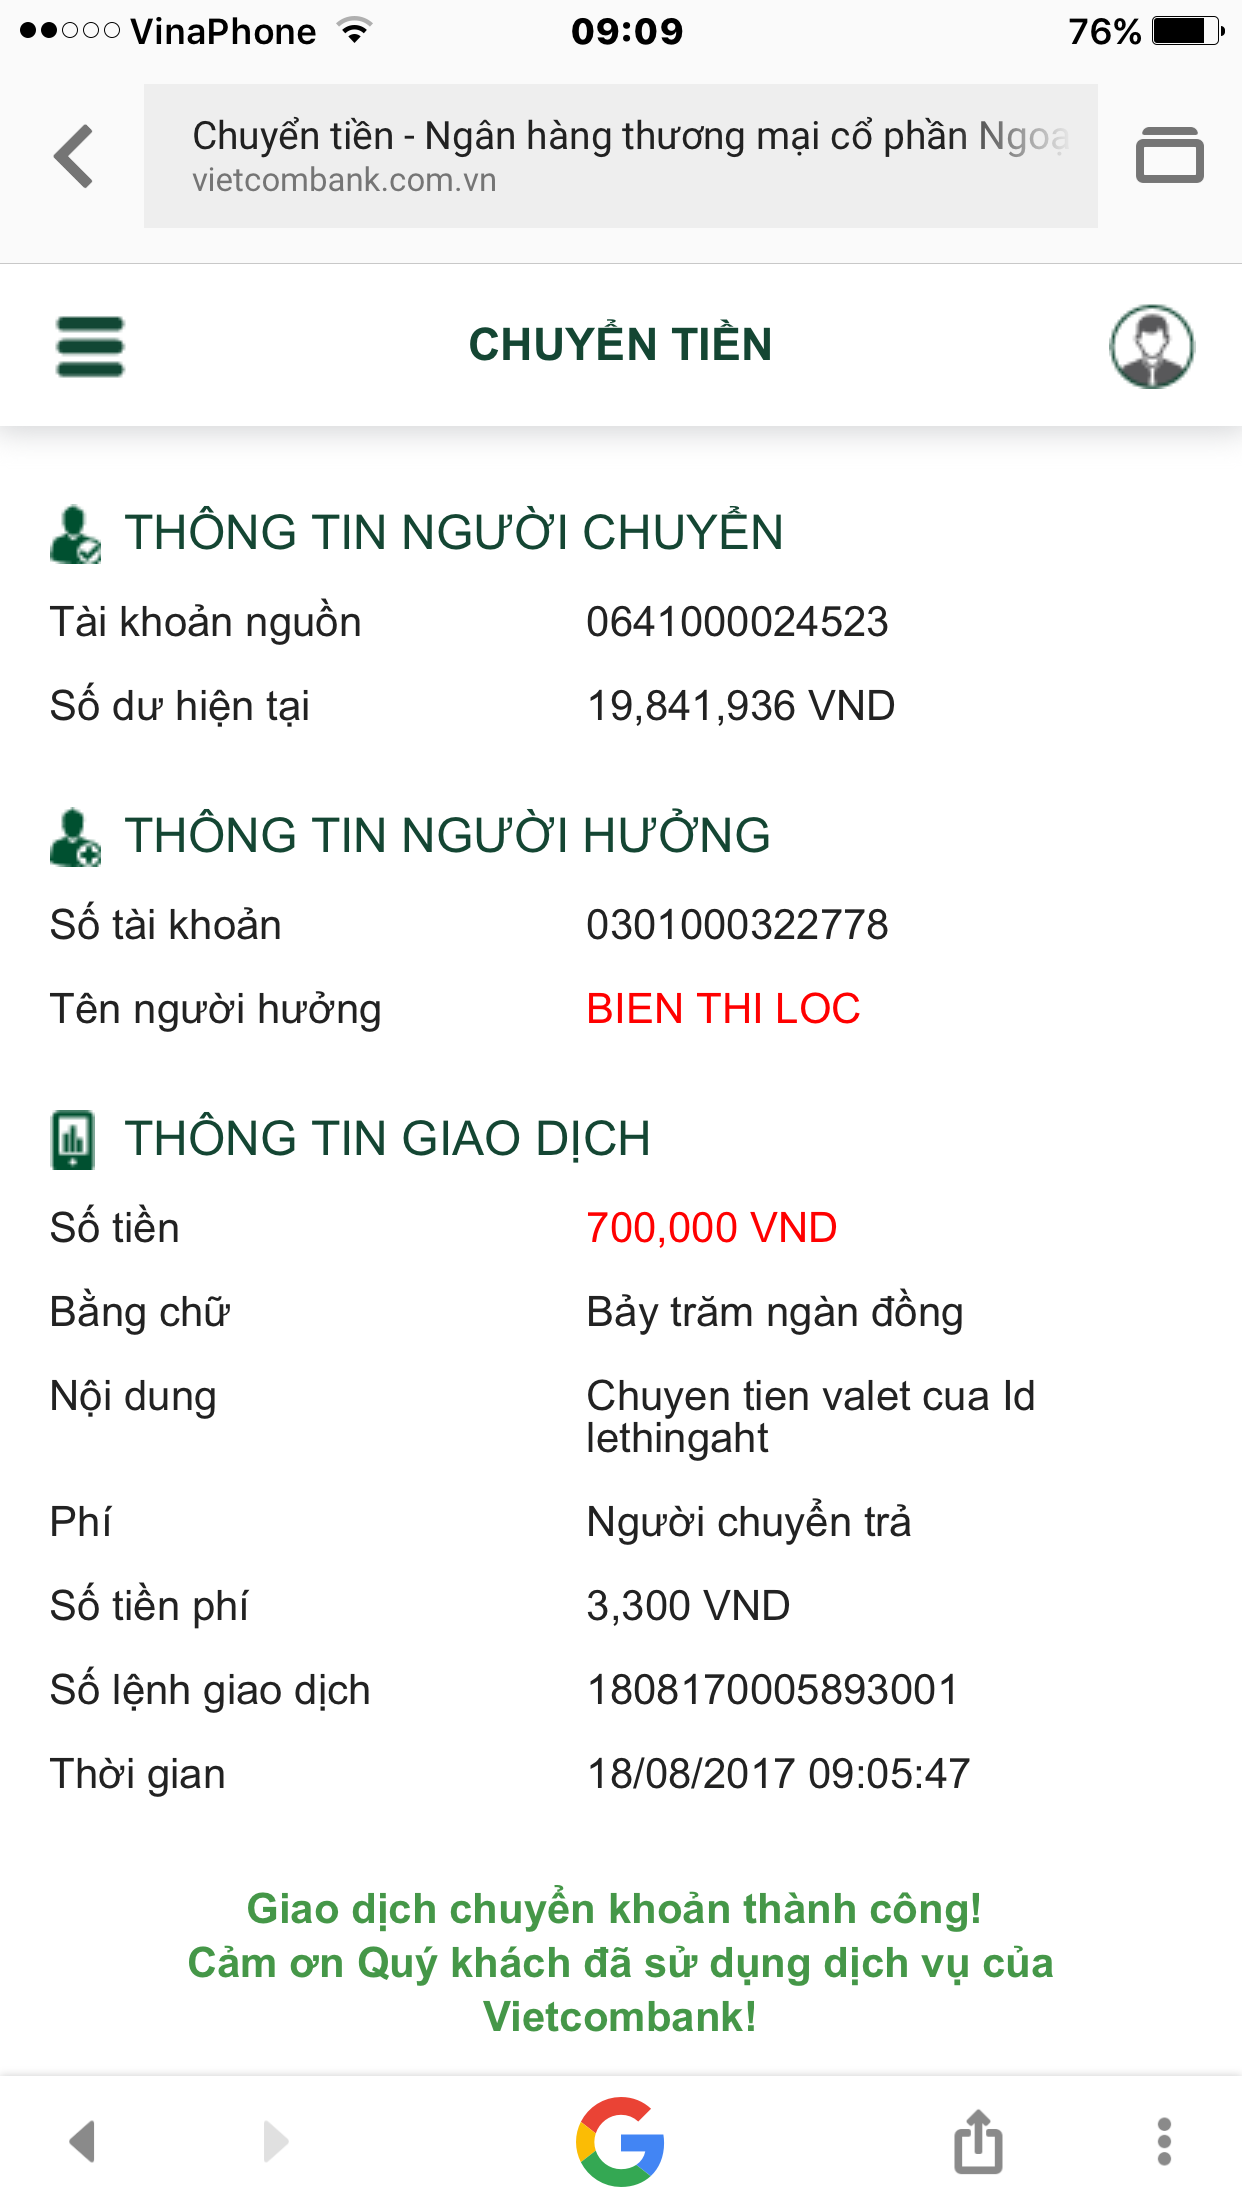 VinaPhone 09:09 76%
Chuyển tiền - Ngân hàng thương mại cổ phần Ngoạ
vietcombank.com.vn
CHUYỂN TIỀN
THÔNG TIN NGƯỜI CHUYỂN
Tài khoản nguồn 0641000024523
Số dư hiện tại 19,841,936 VND
THÔNG TIN NGƯỜI HƯỞNG
Số tài khoản 0301000322778
Tên người hưởng BIEN THI LOC
THÔNG TIN GIAO DỊCH
Số tiền 700,000 VND
Bằng chữ Bảy trăm ngàn đồng
Nội dung Chuyen tien valet cua Id
lethingaht
Phí Người chuyển trả
Số tiền phí 3,300 VND
Số lệnh giao dịch 1808170005893001
Thời gian 18/08/2017 09:05:47
Giao dịch chuyển khoản thành công!
Cảm ơn Quý khách đã sử dụng dịch vụ của
Vietcombank!